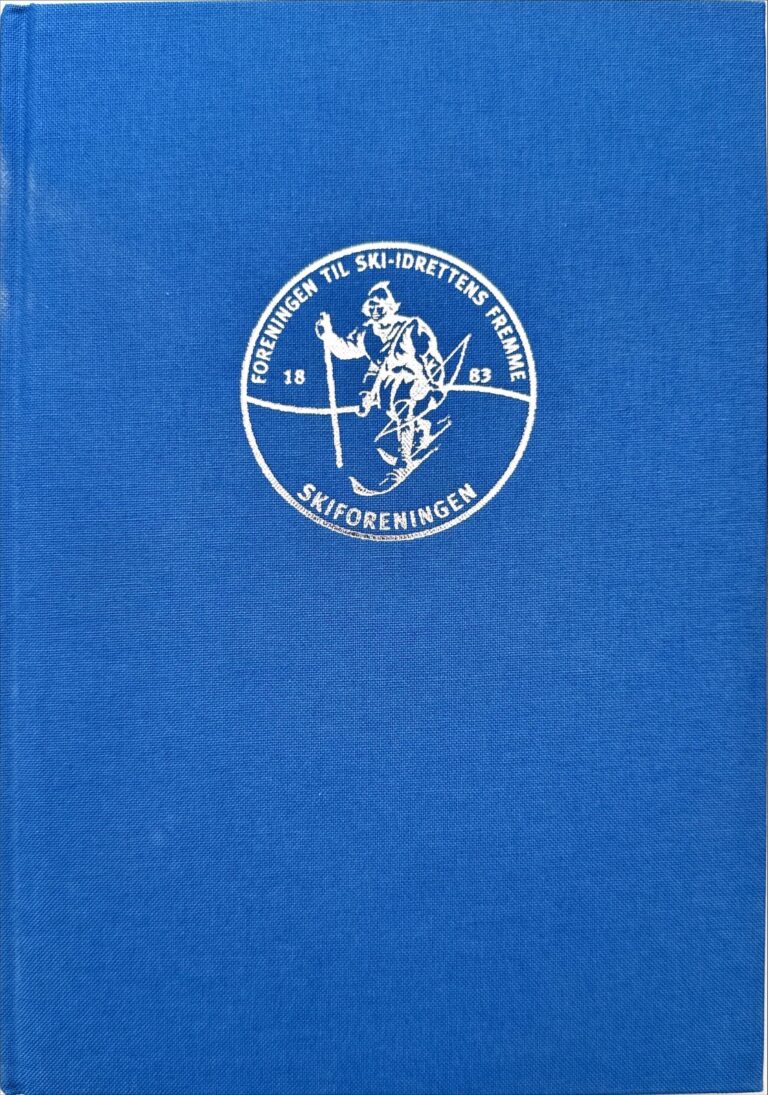 FORENINGEN TIL SKI-IDRETTENS FREMME
18 83
SKIFORENINGEN